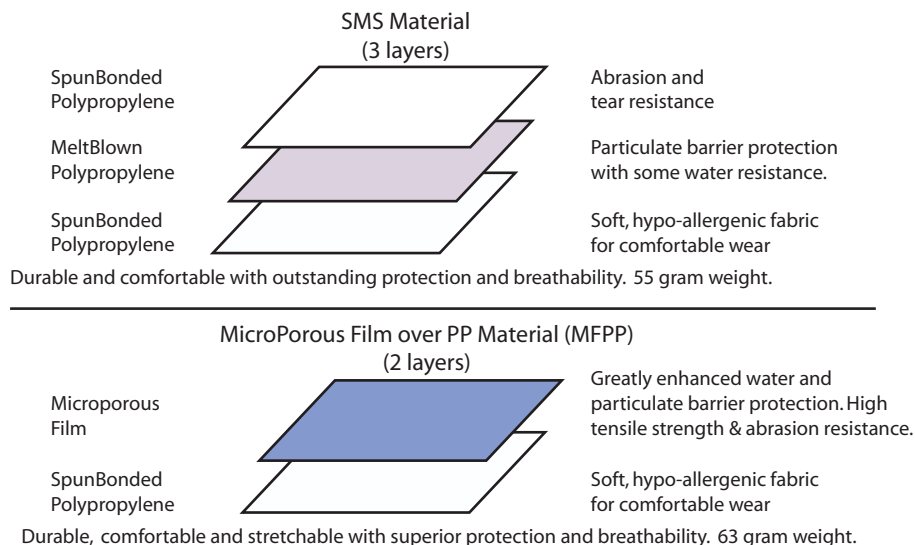 SMS Material
(3 layers)
SpunBonded
Polypropylene
Abrasion and
tear resistance
MeltBlown
Polypropylene
Particulate barrier protection
with some water resistance.
SpunBonded
Polypropylene
Soft, hypo-allergenic fabric
for comfortable wear
Durable and comfortable with outstanding protection and breathability. 55 gram weight.
MicroPorous Film over PP Material (MFPP)
(2 layers)
Microporous
Film
Greatly enhanced water and
particulate barrier protection. High
tensile strength & abrasion resistance.
SpunBonded
Polypropylene
Soft, hypo-allergenic fabric
for comfortable wear
Durable, comfortable and stretchable with superior protection and breathability. 63 gram weight.